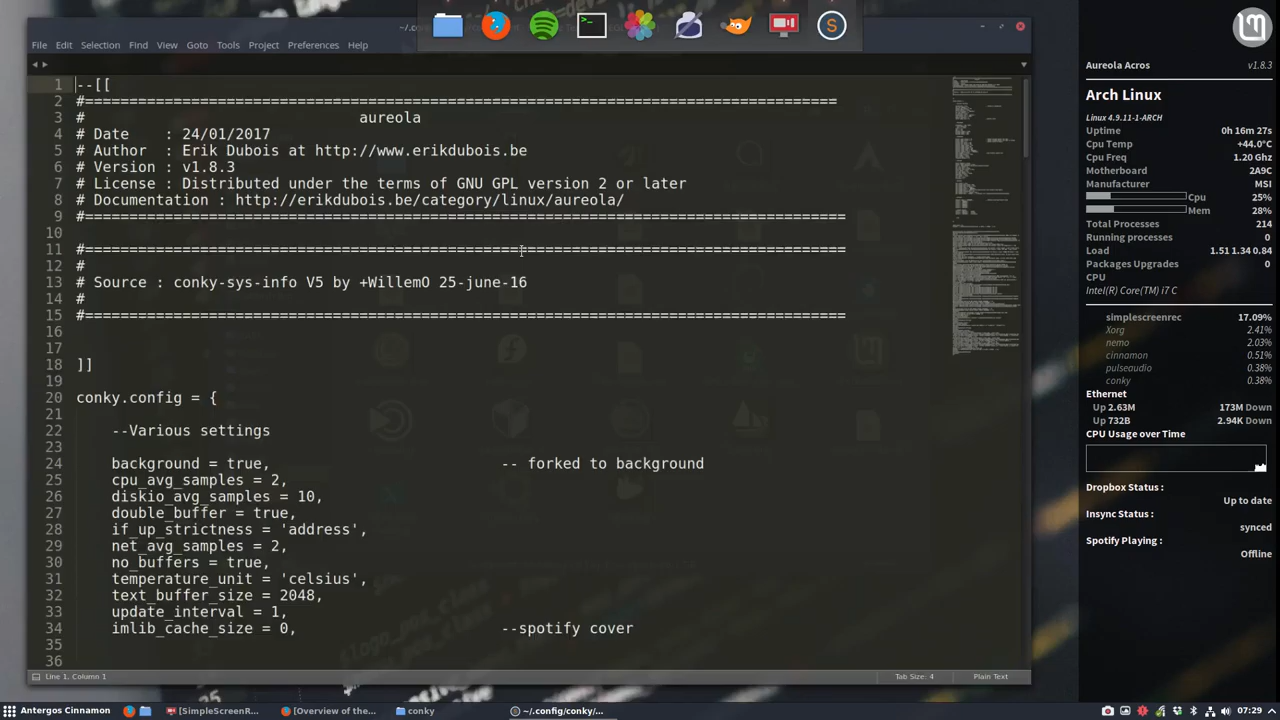 File Edit Selection Find View Goto Tools Project Preferences Help
1 --[[
2 #=====================================================================================
3 # aureola
4 # Date : 24/01/2017
5 # Author : Erik Dubois - http://www.erikdubois.be
6 # Version : v1.8.3
7 # License : Distributed under the terms of GNU GPL version 2 or later
8 # Documentation : http:// ikdubois.be/category/linux/aureola/
9 #======================================================================================
10
11 #======================================================================================
12 #
13 # Source : conky-sys-info V5 by +WillemO 25-june-16
14 #
15 #======================================================================================
16
17
18 ]]
19
20 conky.config = {
21
22 --Various settings
23
24 background = true, -- forked to background
25 cpu_avg_samples = 2,
26 diskio_avg_samples = 10,
27 double_buffer = true,
28 if_up_strictness = 'address',
29 net_avg_samples = 2,
30 no_buffers = true,
31 temperature_unit = 'celsius',
32 text_buffer_size = 2048,
33 update_interval = 1,
34 imlib_cache_size = 0, --spotify cover
35
36
Line 1, Column 1 Tab Size: 4 Plain Text
Aureola Acros v1.8.3
Arch Linux
Linux 4.9.11-1-ARCH
Uptime 0h 16m 27s
Cpu Temp +44.0°C
Cpu Freq 1.20 Ghz
Motherboard 2A9C
Manufacturer MSI
Cpu 25%
Mem 28%
Total Processes 214
Running processes 0
Load 1.51 1.34 0.84
Packages Upgrade 0
CPU
Intel(R) Core(TM) i7 C
simplescreenrec 17.09%
Xorg 2.41%
nemo 2.03%
cinnamon 0.51%
pulseaudio 0.38%
conky 0.38%
Ethernet
Up 2.63M 173M Down
Up 732B 2.94K Down
CPU Usage over Time
Dropbox Status :
Up to date
Insync Status :
synced
Spotify Playing :
Offline
Antergos Cinnamon [SimpleScreenR... [Overview of the... conky ~/.config/conky/... 07:29